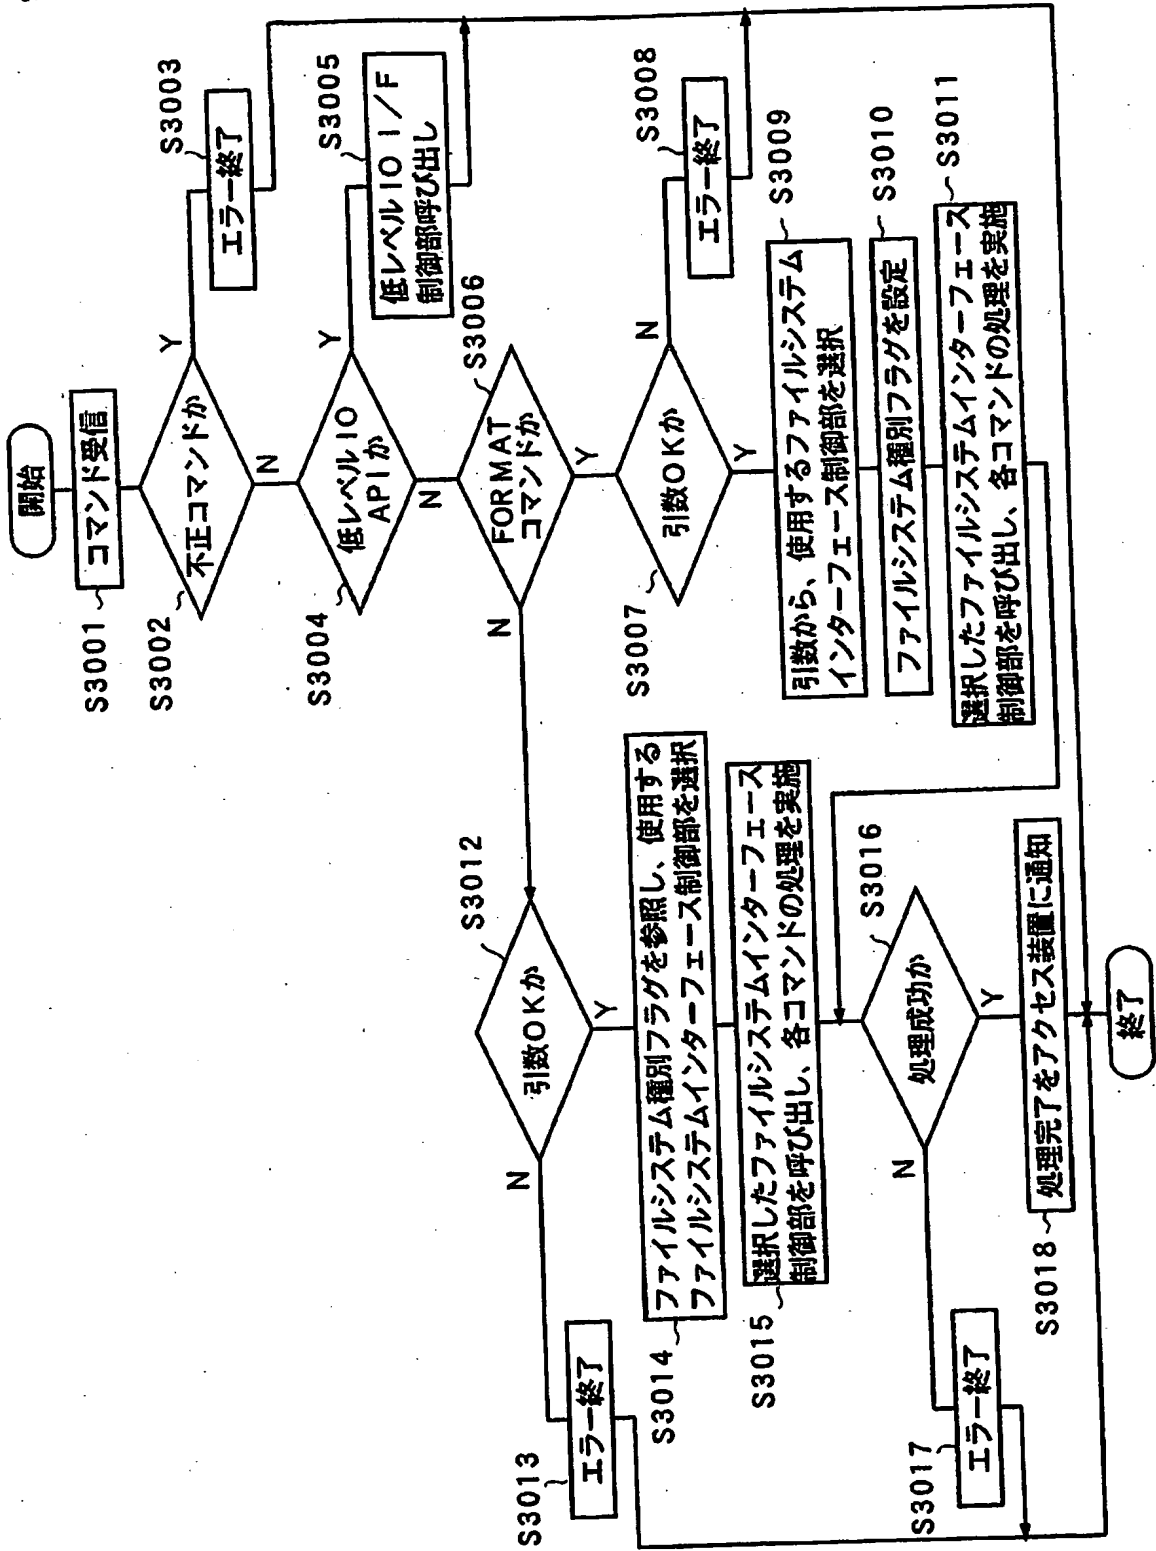 開始
S3001
コマンド受信
S3002
不正コマンドか
Y
N
S3003
エラー終了
S3004
低レベルIO
APIか
Y
N
S3005
低レベルIO I/F
制御部呼び出し
S3006
FORMAT
コマンドか
N
Y
S3007
引数OKか
N
Y
S3008
エラー終了
S3009
引数から、使用するファイルシステム
インターフェース制御部を選択
S3010
ファイルシステム種別フラグを設定
S3011
選択したファイルシステムインターフェース
制御部を呼び出し、各コマンドの処理を実施
S3012
引数OKか
N
Y
S3013
エラー終了
S3014
ファイルシステム種別フラグを参照し、使用する
ファイルシステムインターフェース制御部を選択
S3015
選択したファイルシステムインターフェース
制御部を呼び出し、各コマンドの処理を実施
S3016
処理成功か
N
Y
S3017
エラー終了
S3018
処理完了をアクセス装置に通知
終了